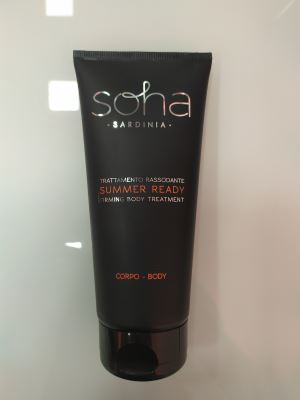 soha
• SARDINIA •
TRATTAMENTO RASSODANTE
SUMMER READY
FIRMING BODY TREATMENT
CORPO - BODY